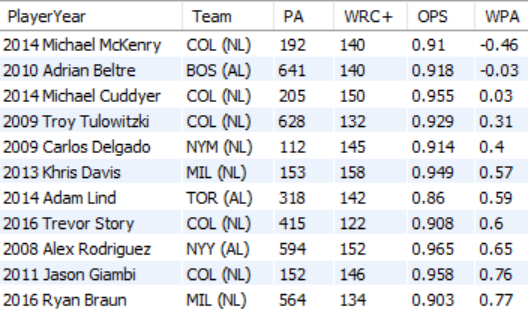 PlayerYear Team PA WRC+ OPS WPA
2014 Michael McKenry COL (NL) 192 140 0.91 -0.46
2010 Adrian Beltre BOS (AL) 641 140 0.918 -0.03
2014 Michael Cuddyer COL (NL) 205 150 0.955 0.03
2009 Troy Tulowitzki COL (NL) 628 132 0.929 0.31
2009 Carlos Delgado NYM (NL) 112 145 0.914 0.4
2013 Khris Davis MIL (NL) 153 158 0.949 0.57
2014 Adam Lind TOR (AL) 318 142 0.86 0.59
2016 Trevor Story COL (NL) 415 122 0.908 0.6
2008 Alex Rodriguez NYY (AL) 594 152 0.965 0.65
2011 Jason Giambi COL (NL) 152 146 0.958 0.76
2016 Ryan Braun MIL (NL) 564 134 0.903 0.77